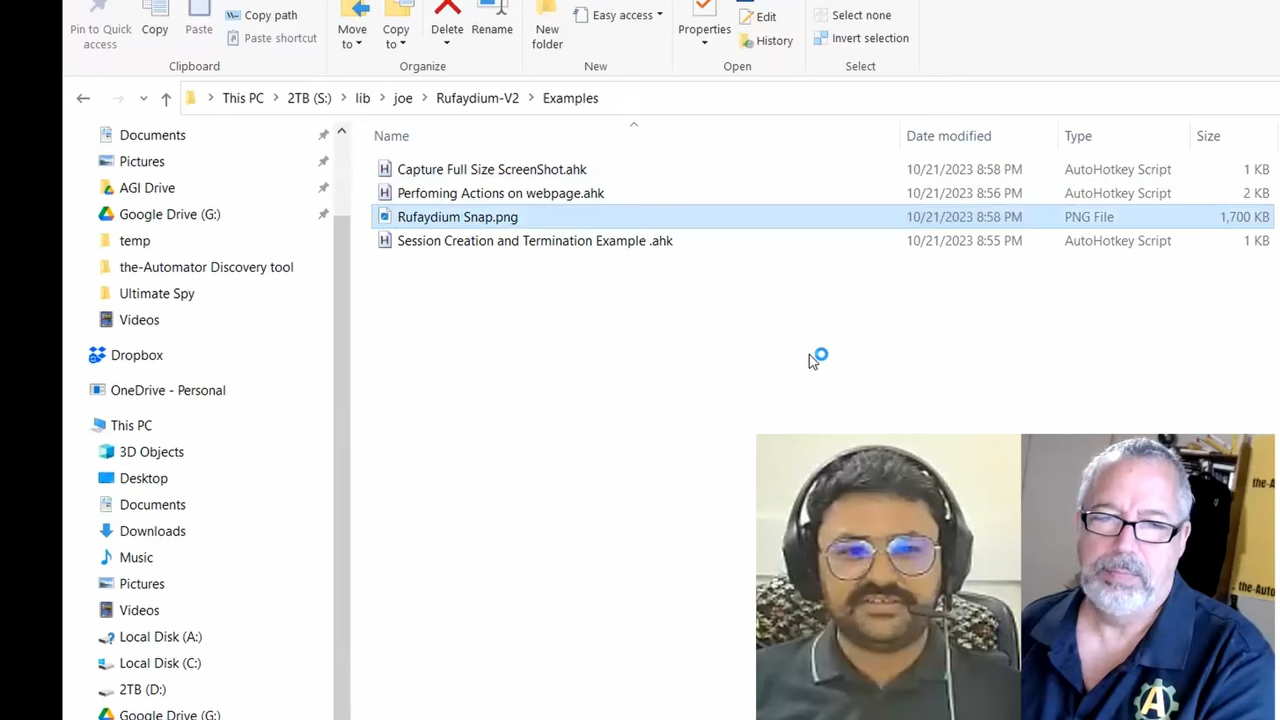 Copy path
Paste shortcut
Pin to Quick access
Copy
Paste
Clipboard
Move to
Copy to
Delete
Rename
Organize
New folder
Easy access
New
Properties
Edit
History
Open
Select none
Invert selection
Select
This PC > 2TB (S:) > lib > joe > Rufaydium-V2 > Examples
Documents
Pictures
AGI Drive
Google Drive (G:)
temp
the-Automator Discovery tool
Ultimate Spy
Videos
Dropbox
OneDrive - Personal
This PC
3D Objects
Desktop
Documents
Downloads
Music
Pictures
Videos
Local Disk (A:)
Local Disk (C:)
2TB (D:)
Google Drive (G:)
Name Date modified Type Size
Capture Full Size ScreenShot.ahk 10/21/2023 8:58 PM AutoHotkey Script 1 KB
Perfoming Actions on webpage.ahk 10/21/2023 8:56 PM AutoHotkey Script 2 KB
Rufaydium Snap.png 10/21/2023 8:58 PM PNG File 1,700 KB
Session Creation and Termination Example .ahk 10/21/2023 8:55 PM AutoHotkey Script 1 KB
the-A
the-Auto
A